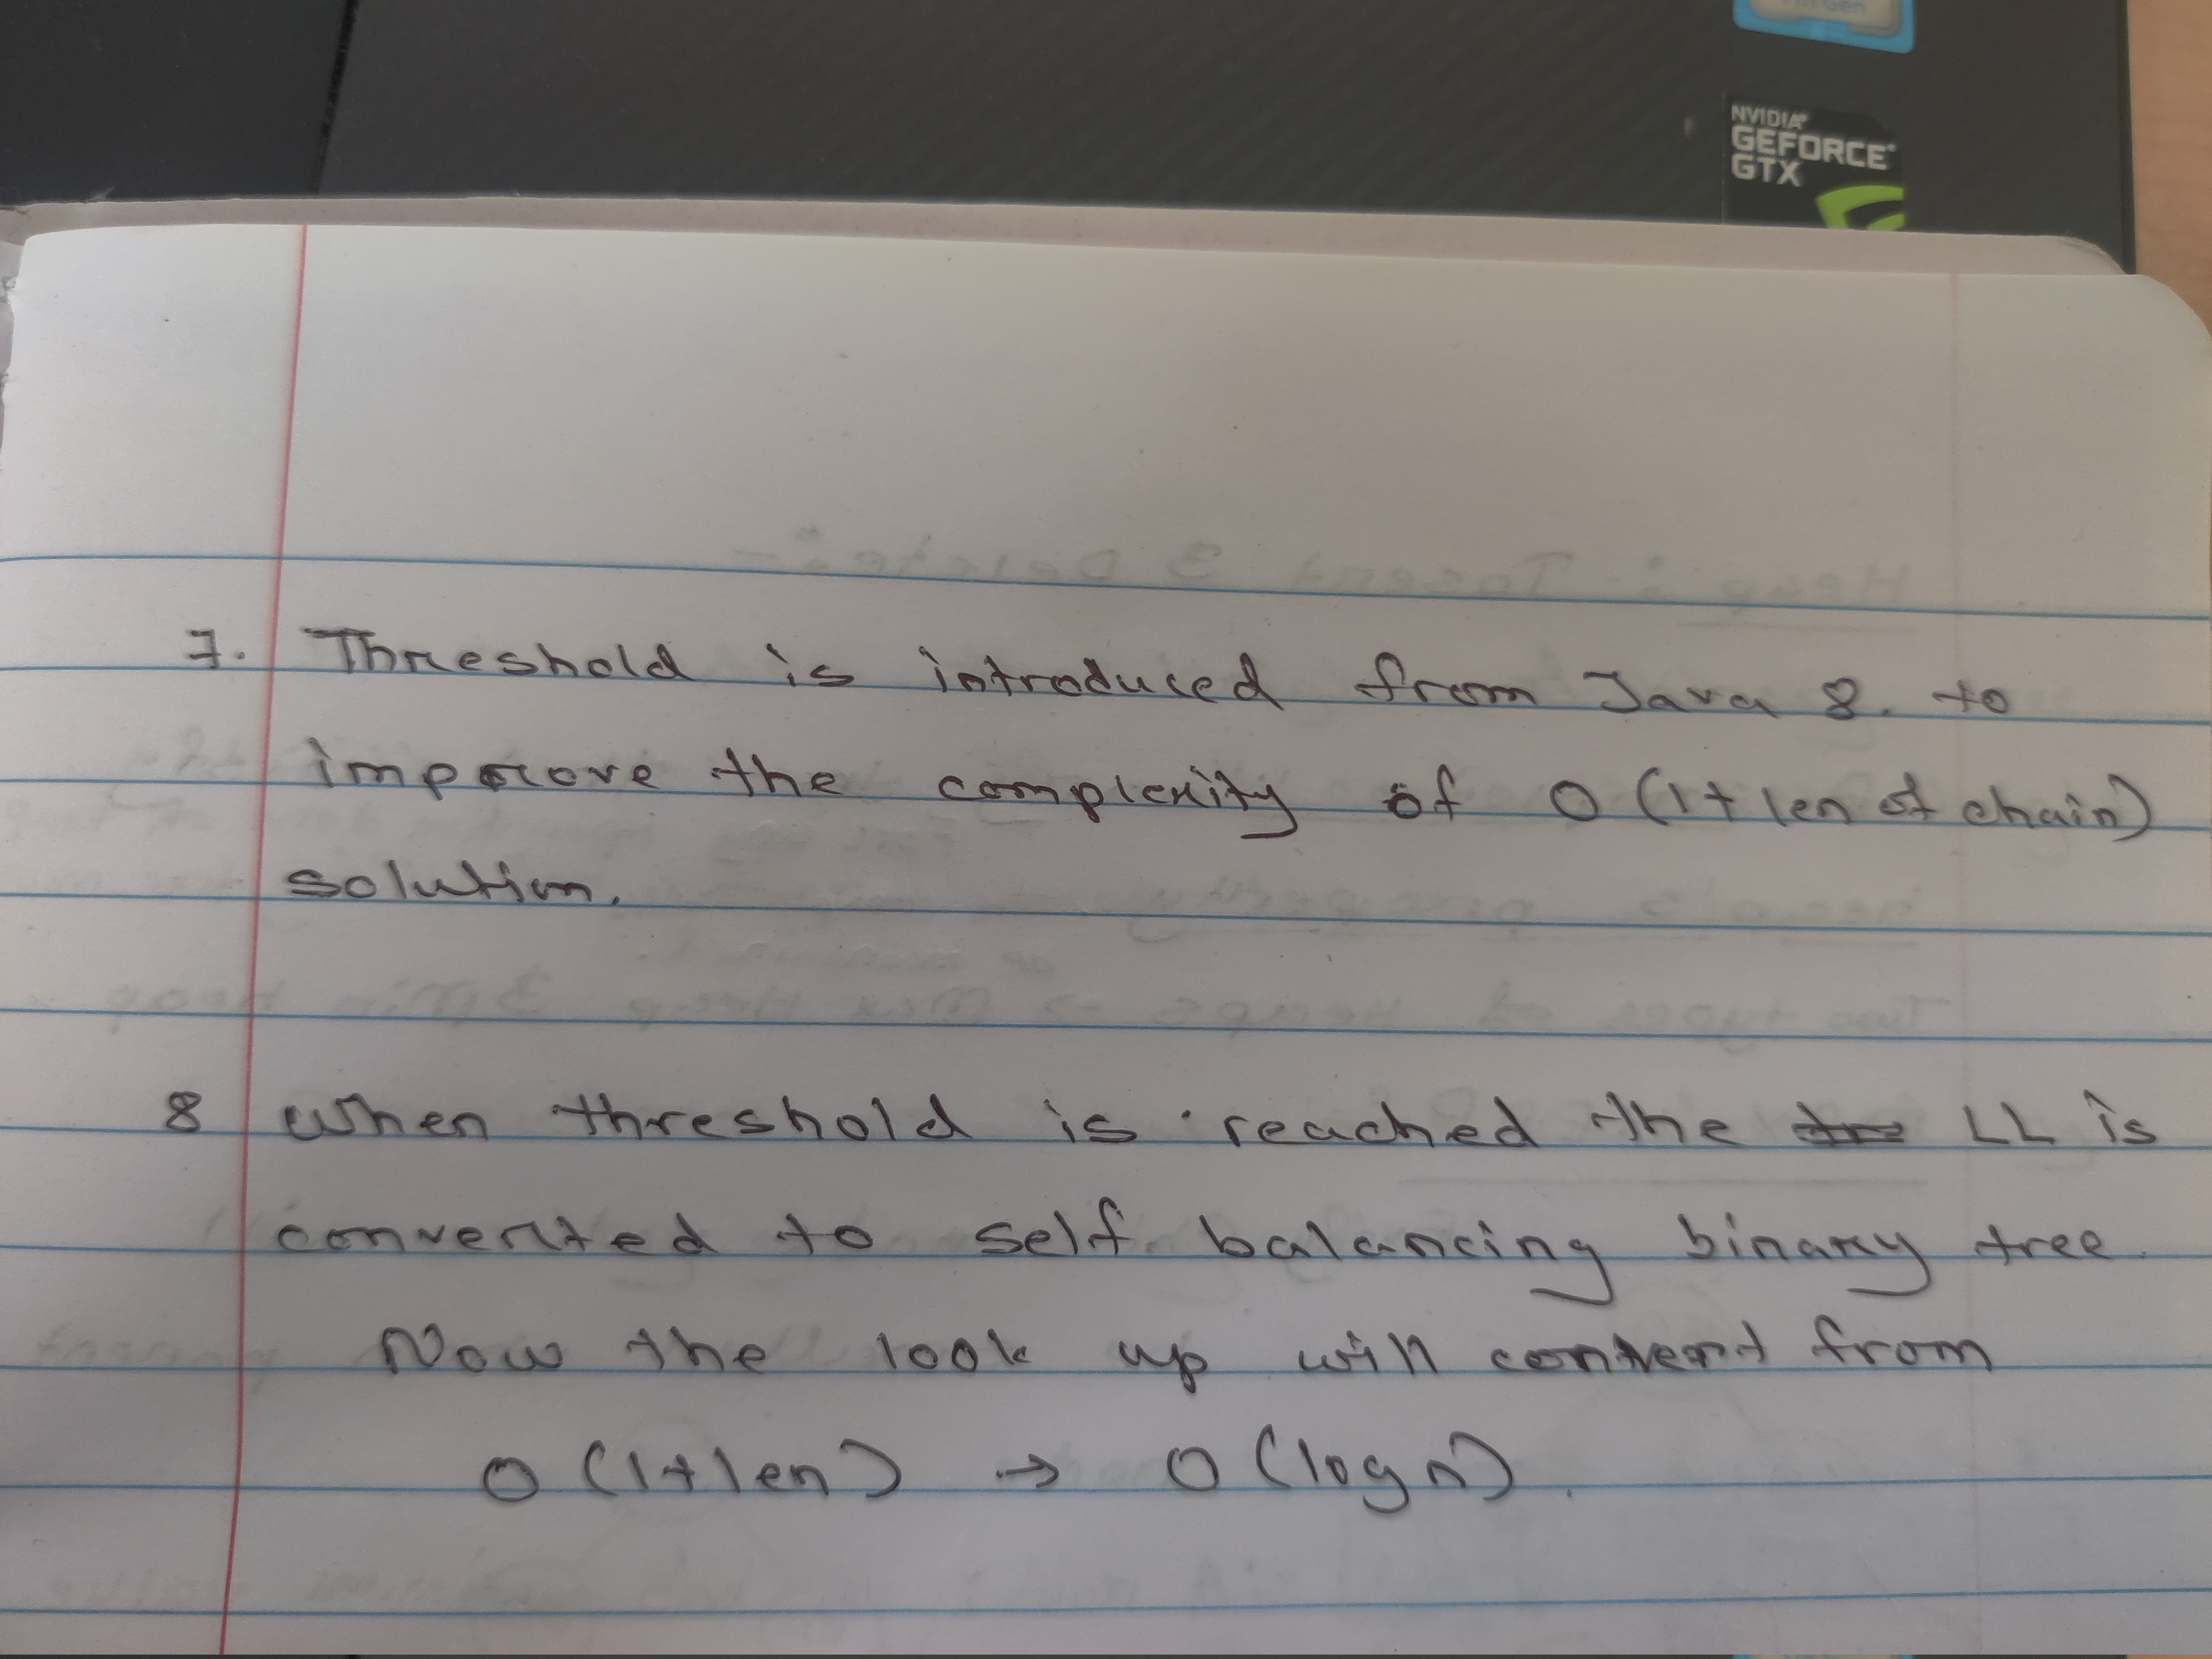 Gen
NVIDIA
GEFORCE
GTX
7. Threshold is introduced from Java 8. to
improve the complexity of O (1+ len of chain)
solution.
8 When threshold is reached the LL is
converted to self balancing binary tree.
Now the look up will convert from
O (1+len) → O (log n).